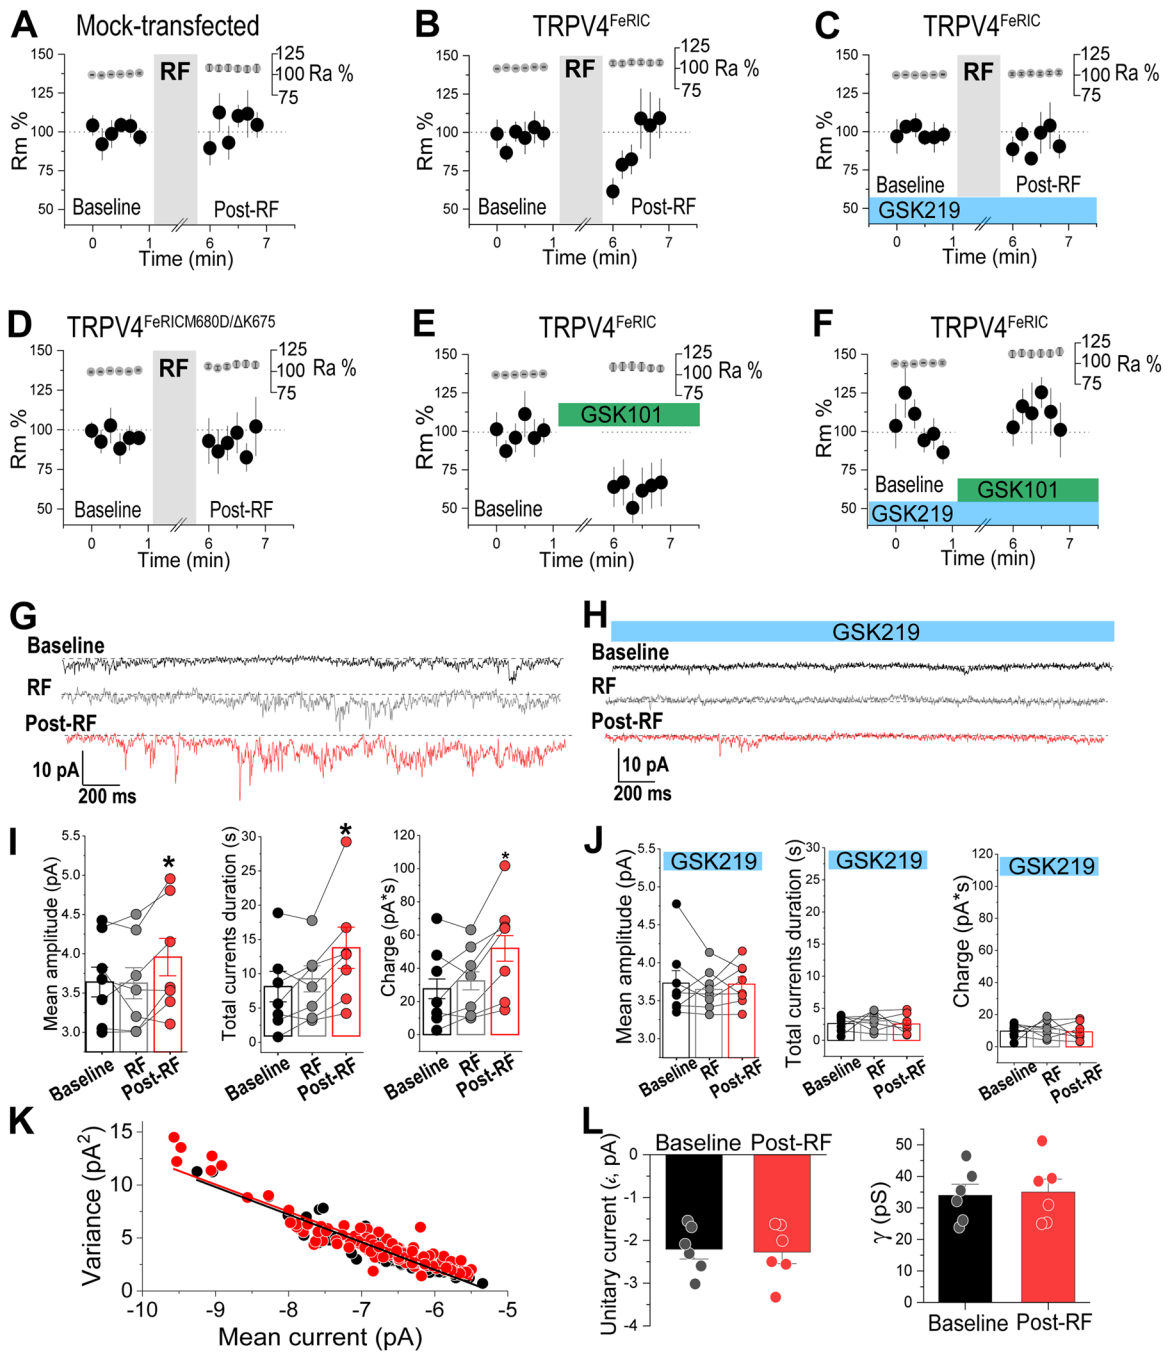 A Mock-transfected
150
125
100
75
50
Rm %
RF
125
100
75
Ra %
Baseline
Post-RF
0 1 6 7
Time (min)
B TRPV4FeRIC
150
125
100
75
50
Rm %
RF
125
100
75
Ra %
Baseline
Post-RF
0 1 6 7
Time (min)
C TRPV4FeRIC
150
125
100
75
50
Rm %
RF
125
100
75
Ra %
Baseline
Post-RF
GSK219
0 1 6 7
Time (min)
D TRPV4FeRICM680D/ΔK675
150
125
100
75
50
Rm %
RF
125
100
75
Ra %
Baseline
Post-RF
0 1 6 7
Time (min)
E TRPV4FeRIC
150
125
100
75
50
Rm %
125
100
75
Ra %
GSK101
Baseline
0 1 6 7
Time (min)
F TRPV4FeRIC
150
125
100
75
50
Rm %
125
100
75
Ra %
Baseline
GSK101
GSK219
0 1 6 7
Time (min)
G
Baseline
RF
Post-RF
10 pA
200 ms
H
GSK219
Baseline
RF
Post-RF
10 pA
200 ms
I
Mean amplitude (pA)
5.5
5.0
4.5
4.0
3.5
3.0
*
Baseline
RF
Post-RF
Total currents duration (s)
30
25
20
15
10
5
0
*
Baseline
RF
Post-RF
Charge (pA*s)
120
100
80
60
40
20
0
*
Baseline
RF
Post-RF
J
Mean amplitude (pA)
5.5
5.0
4.5
4.0
3.5
3.0
GSK219
Baseline
RF
Post-RF
Total currents duration (s)
30
25
20
15
10
5
0
GSK219
Baseline
RF
Post-RF
Charge (pA*s)
120
100
80
60
40
20
0
GSK219
Baseline
RF
Post-RF
K
Variance (pA2)
15
10
5
0
-10 -9 -8 -7 -6 -5
Mean current (pA)
L
Baseline Post-RF
Unitary current (i, pA)
0
-1
-2
-3
-4
γ (pS)
50
40
30
20
10
0
Baseline Post-RF